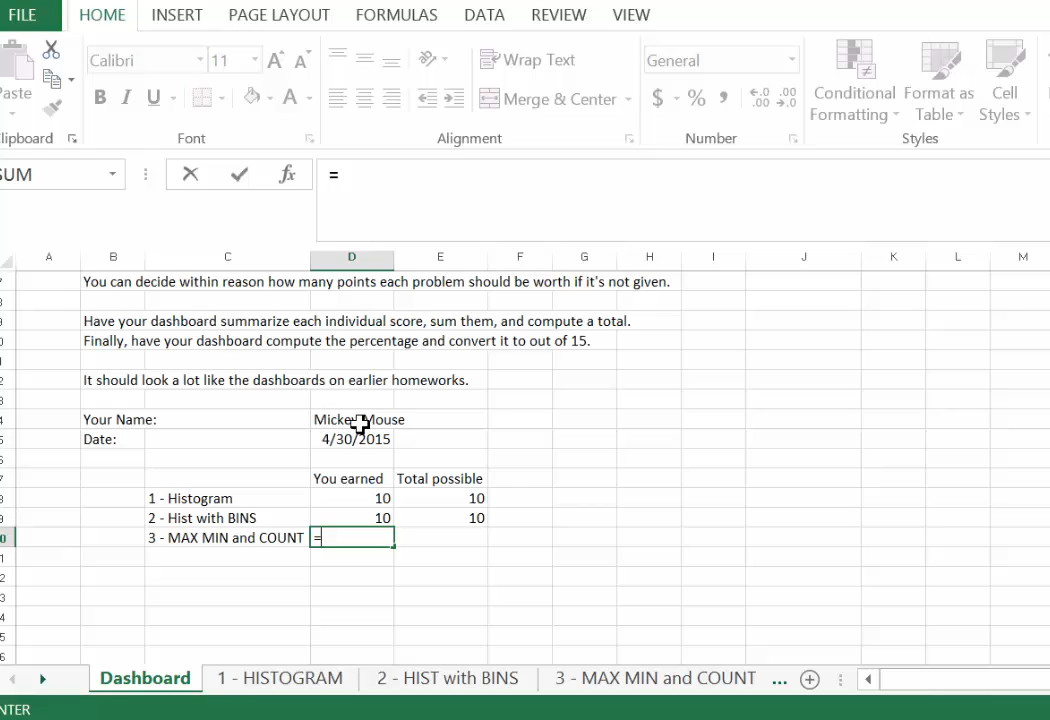 FILE HOME INSERT PAGE LAYOUT FORMULAS DATA REVIEW VIEW
Calibri 11 Wrap Text General
Paste B I U A Merge & Center $ % Conditional Formatting Format as Table Cell Styles
Clipboard Font Alignment Number Styles
SUM fx =
A B C D E F G H I J K L M
You can decide within reason how many points each problem should be worth if it's not given.
Have your dashboard summarize each individual score, sum them, and compute a total.
Finally, have your dashboard compute the percentage and convert it to out of 15.
It should look a lot like the dashboards on earlier homeworks.
Your Name: Mickey Mouse
Date: 4/30/2015
You earned Total possible
1 - Histogram 10 10
2 - Hist with BINS 10 10
3 - MAX MIN and COUNT =
Dashboard 1 - HISTOGRAM 2 - HIST with BINS 3 - MAX MIN and COUNT ...
ENTER